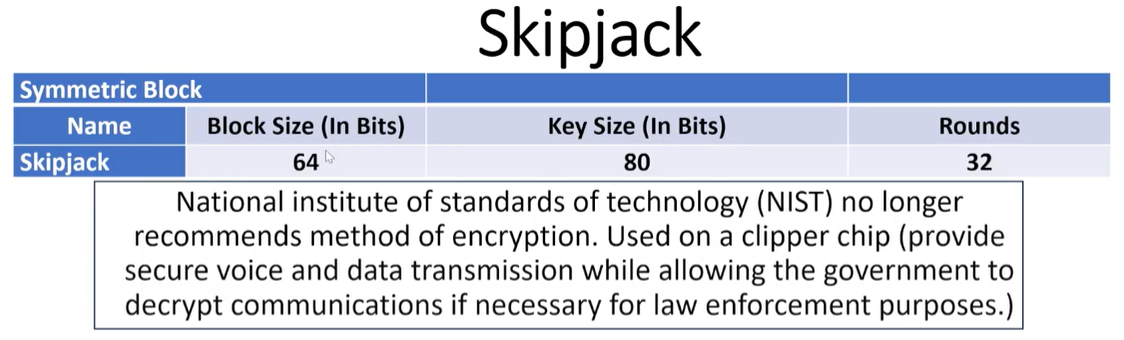 Skipjack
Symmetric Block
Name Block Size (In Bits) Key Size (In Bits) Rounds
Skipjack 64 80 32
National institute of standards of technology (NIST) no longer
recommends method of encryption. Used on a clipper chip (provide
secure voice and data transmission while allowing the government to
decrypt communications if necessary for law enforcement purposes.)